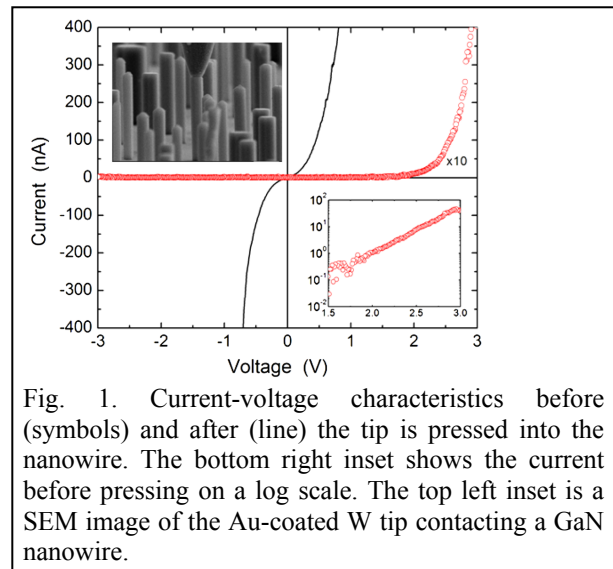 400
300
200
100
0
-100
-200
-300
-400
Current (nA)
x10
10²
10¹
10⁰
10⁻¹
10⁻²
1.5 2.0 2.5 3.0
-3 -2 -1 0 1 2 3
Voltage (V)
Fig. 1. Current-voltage characteristics before
(symbols) and after (line) the tip is pressed into the
nanowire. The bottom right inset shows the current
before pressing on a log scale. The top left inset is a
SEM image of the Au-coated W tip contacting a GaN
nanowire.